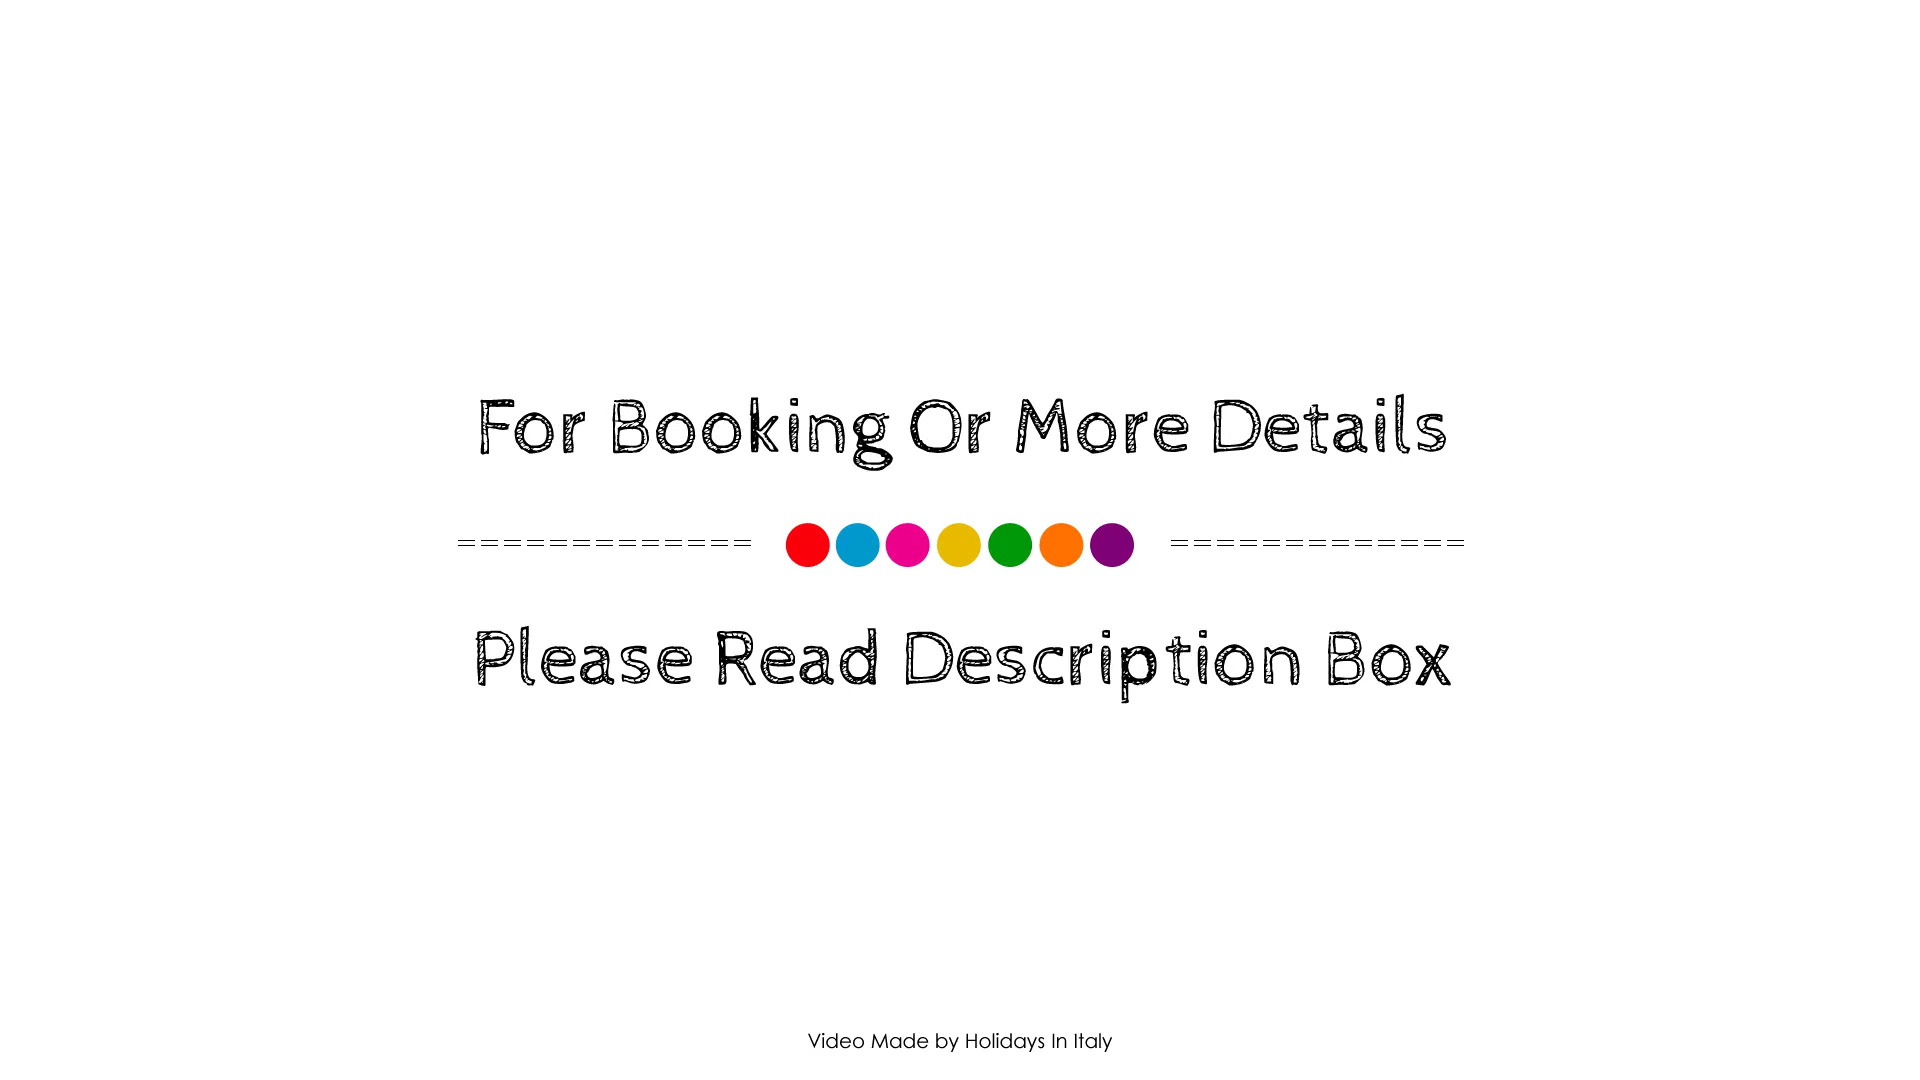 For Booking Or More Details
============= =============
Please Read Description Box
Video Made by Holidays In Italy